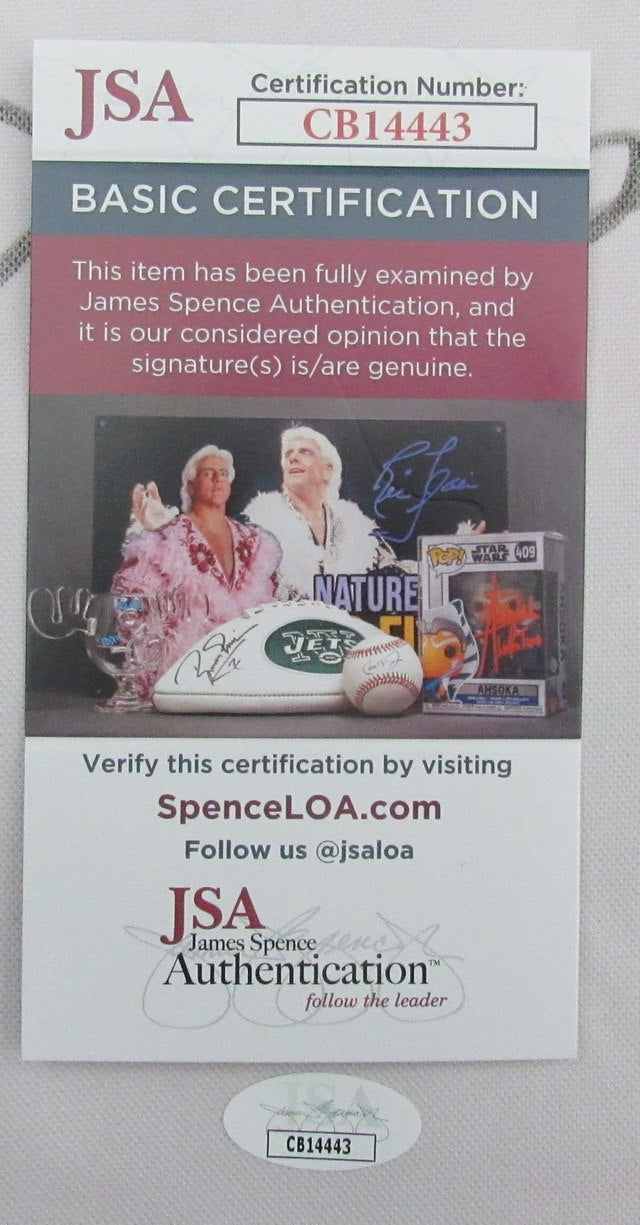 JSA
Certification Number:
CB14443
BASIC CERTIFICATION
This item has been fully examined by
James Spence Authentication, and
it is our considered opinion that the
signature(s) is/are genuine.
NATURE
JETS
POP! STAR WARS 409
AHSOKA
Verify this certification by visiting
SpenceLOA.com
Follow us @jsaloa
JSA
James Spence
Authentication™
follow the leader
JSA
CB14443